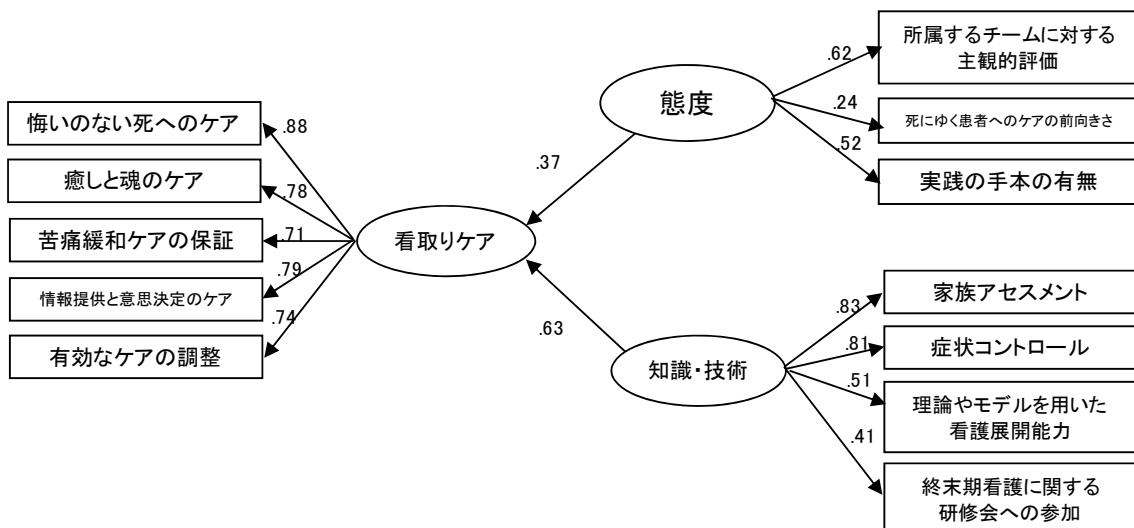 所属するチームに対する
主観的評価
.62
態度
.24
死にゆく患者へのケアの前向きさ
.52
実践の手本の有無
悔いのない死へのケア
.88
癒しと魂のケア
.78
.37
苦痛緩和ケアの保証
.71
看取りケア
情報提供と意思決定のケア
.79
有効なケアの調整
.74
.63
知識・技術
家族アセスメント
.83
症状コントロール
.81
理論やモデルを用いた
看護展開能力
.51
.41
終末期看護に関する
研修会への参加